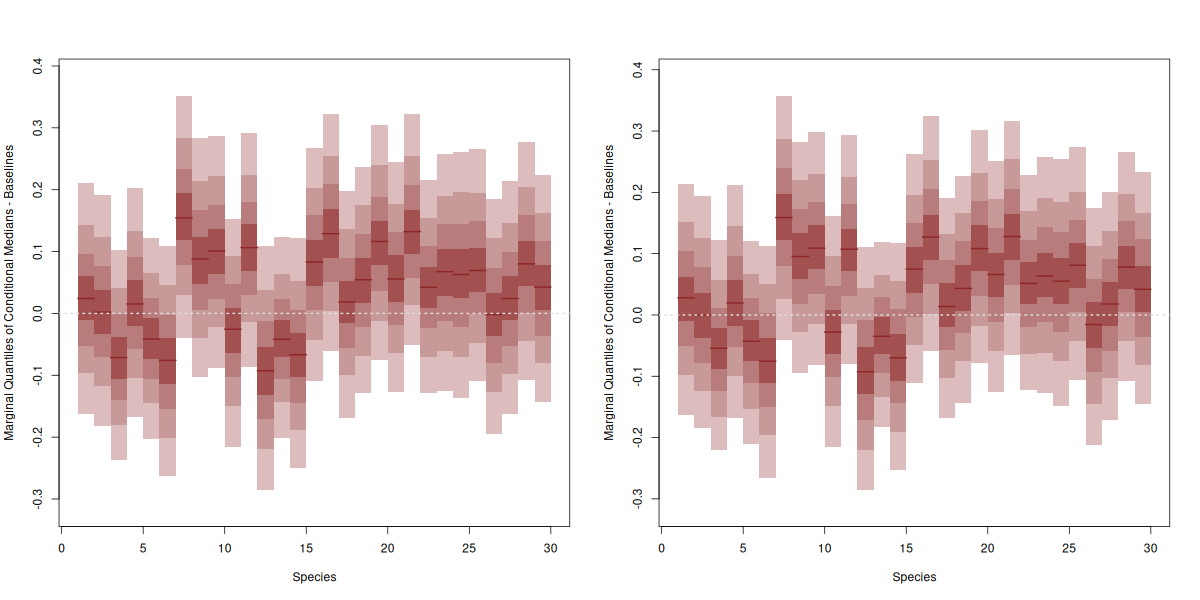 Marginal Quantiles of Conditional Medians - Baselines
0.4
0.3
0.2
0.1
0.0
-0.1
-0.2
-0.3
0 5 10 15 20 25 30
Species
Marginal Quantiles of Conditional Medians - Baselines
0.4
0.3
0.2
0.1
0.0
-0.1
-0.2
-0.3
0 5 10 15 20 25 30
Species